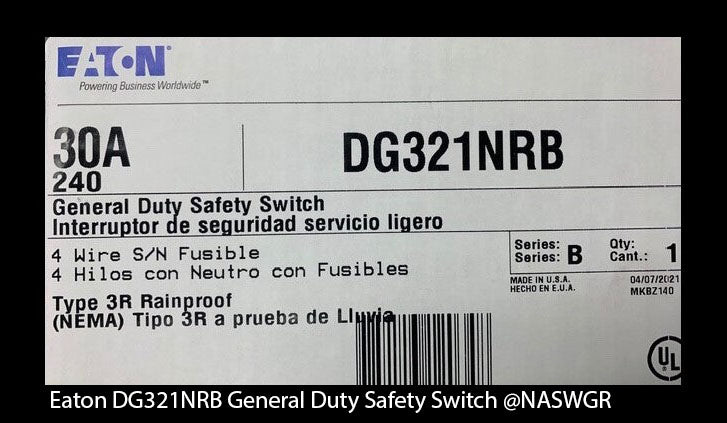 EATON
Powering Business Worldwide™
30A
240
DG321NRB
General Duty Safety Switch
Interruptor de seguridad servicio ligero
4 Wire S/N Fusible
4 Hilos con Neutro con Fusibles
Series: B
Series:
Qty: 1
Cant.:
MADE IN U.S.A.
HECHO EN E.U.A.
04/07/2021
MKBZ140
Type 3R Rainproof
(NEMA) Tipo 3R a prueba de Lluvia
UL
Eaton DG321NRB General Duty Safety Switch @NASWGR